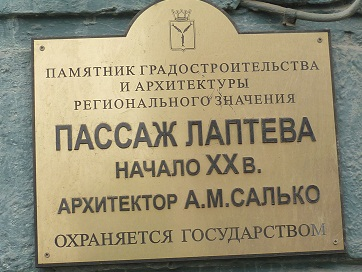 ПАМЯТНИК ГРАДОСТРОИТЕЛЬСТВА
И АРХИТЕКТУРЫ
РЕГИОНАЛЬНОГО ЗНАЧЕНИЯ
ПАССАЖ ЛАПТЕВА
НАЧАЛО XX В.
АРХИТЕКТОР А.М.САЛЬКО
ОХРАНЯЕТСЯ ГОСУДАРСТВОМ